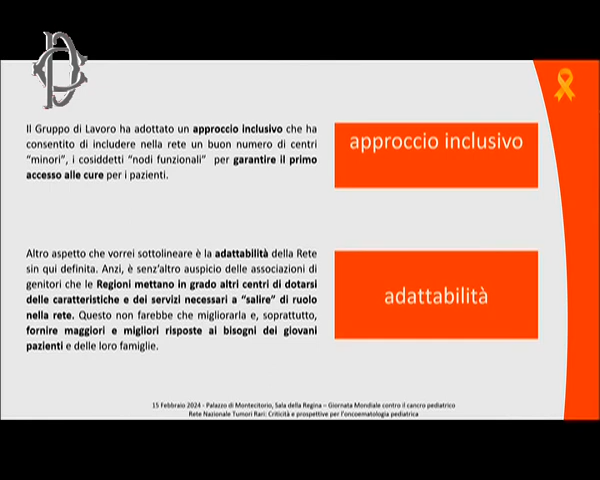 Il Gruppo di Lavoro ha adottato un approccio inclusivo che ha
consentito di includere nella rete un buon numero di centri
“minori”, i cosiddetti “nodi funzionali” per garantire il primo
accesso alle cure per i pazienti.
approccio inclusivo
Altro aspetto che vorrei sottolineare è la adattabilità della Rete
sin qui definita. Anzi, è senz’altro auspicio delle associazioni di
genitori che le Regioni mettano in grado altri centri di dotarsi
delle caratteristiche e dei servizi necessari a “salire” di ruolo
nella rete. Questo non farebbe che migliorarla e, soprattutto,
fornire maggiori e migliori risposte ai bisogni dei giovani
pazienti e delle loro famiglie.
adattabilità
15 Febbraio 2024 - Palazzo di Montecitorio, Sala della Regina – Giornata Mondiale contro il cancro pediatrico
Rete Nazionale Tumori Rari: Criticità e prospettive per l’oncoematologia pediatrica